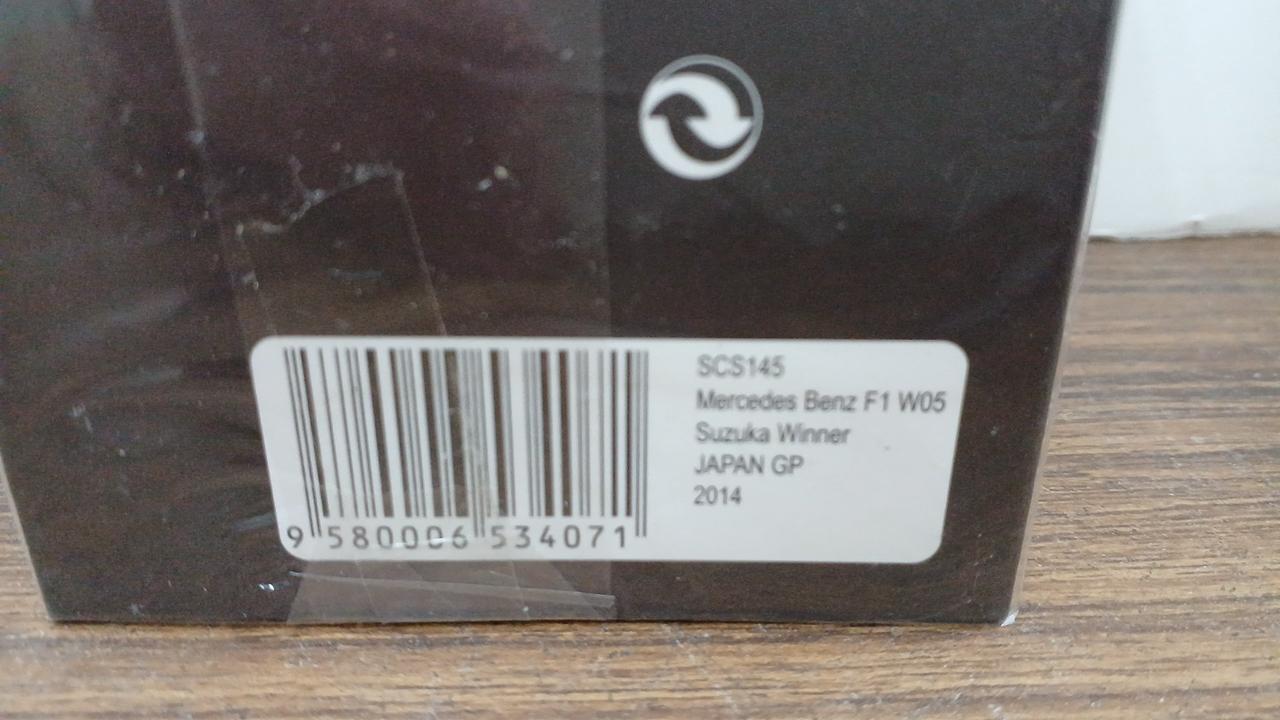 SCS145
Mercedes Benz F1 W05
Suzuka Winner
JAPAN GP
2014
9 580006 534071